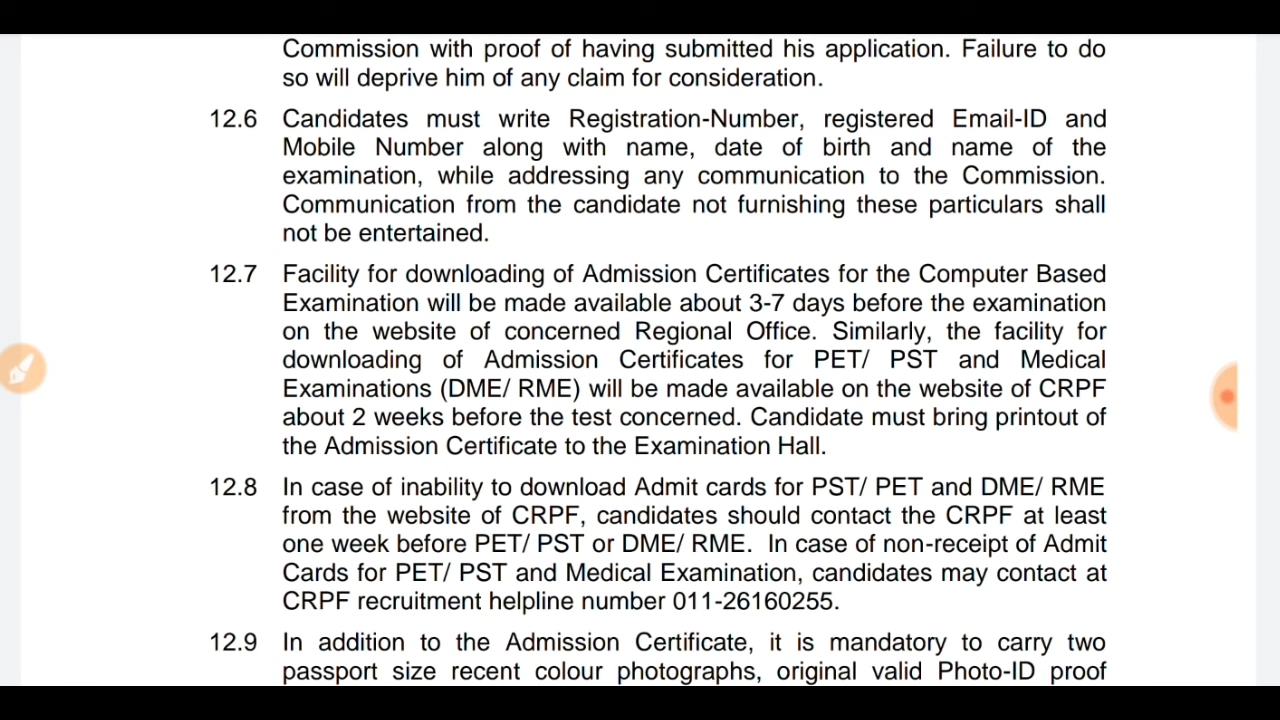 Commission with proof of having submitted his application. Failure to do
so will deprive him of any claim for consideration.
12.6 Candidates must write Registration-Number, registered Email-ID and
Mobile Number along with name, date of birth and name of the
examination, while addressing any communication to the Commission.
Communication from the candidate not furnishing these particulars shall
not be entertained.
12.7 Facility for downloading of Admission Certificates for the Computer Based
Examination will be made available about 3-7 days before the examination
on the website of concerned Regional Office. Similarly, the facility for
downloading of Admission Certificates for PET/ PST and Medical
Examinations (DME/ RME) will be made available on the website of CRPF
about 2 weeks before the test concerned. Candidate must bring printout of
the Admission Certificate to the Examination Hall.
12.8 In case of inability to download Admit cards for PST/ PET and DME/ RME
from the website of CRPF, candidates should contact the CRPF at least
one week before PET/ PST or DME/ RME. In case of non-receipt of Admit
Cards for PET/ PST and Medical Examination, candidates may contact at
CRPF recruitment helpline number 011-26160255.
12.9 In addition to the Admission Certificate, it is mandatory to carry two
passport size recent colour photographs, original valid Photo-ID proof